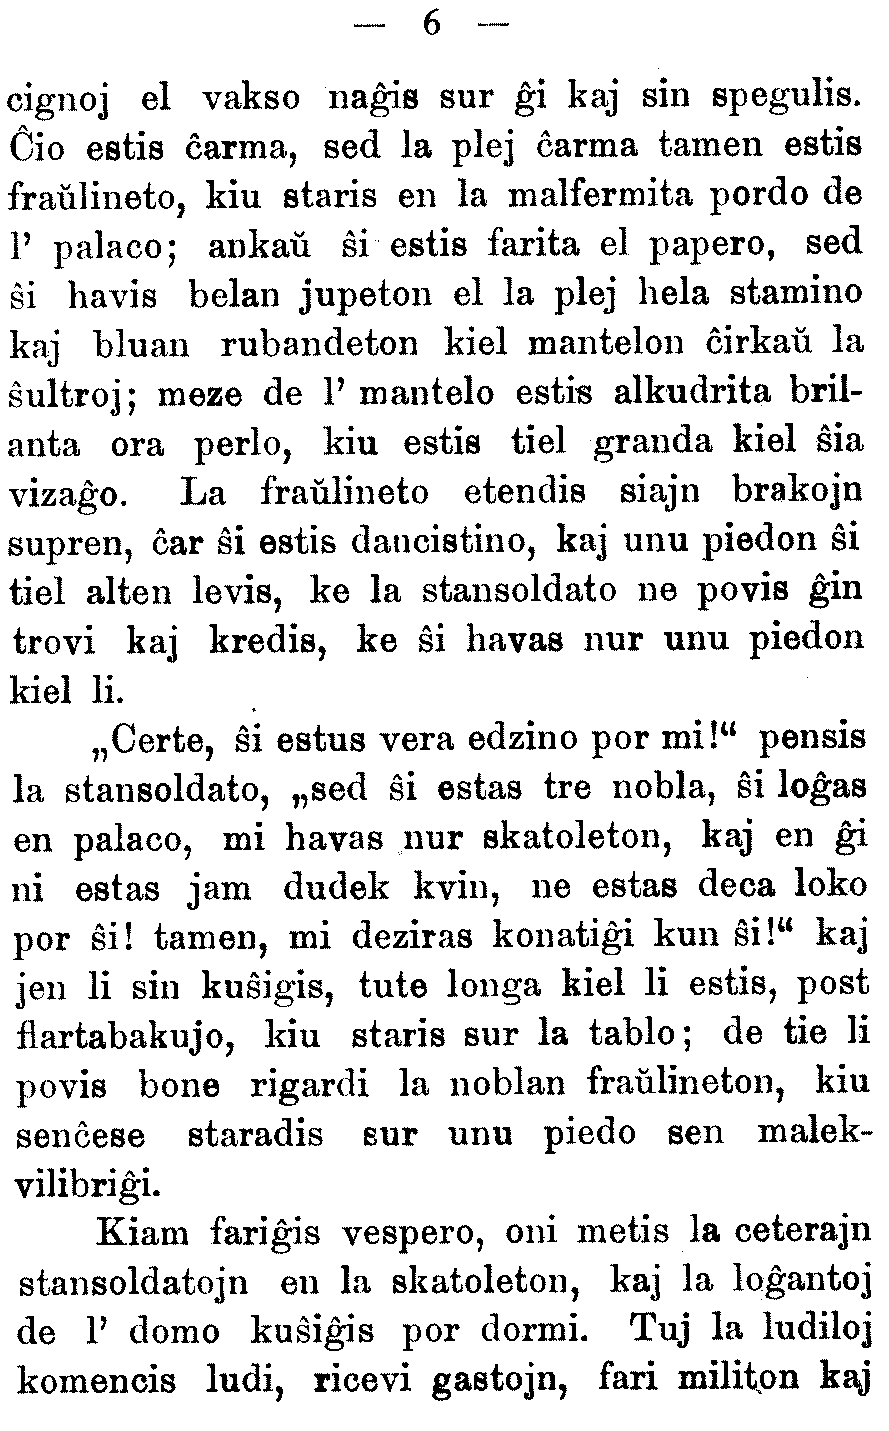 — 6 —
cignoj el vakso naĝis sur ĝi kaj sin spegulis.
Ĉio estis ĉarma, sed la plej ĉarma tamen estis
fraŭlineto, kiu staris en la malfermita pordo de
l’ palaco; ankaŭ ŝi estis farita el papero, sed
ŝi havis belan jupeton el la plej hela stamino
kaj bluan rubandeton kiel mantelon ĉirkaŭ la
ŝultroj; meze de l’ mantelo estis alkudrita bril-
anta ora perlo, kiu estis tiel granda kiel ŝia
vizaĝo. La fraŭlineto etendis siajn brakojn
supren, ĉar ŝi estis dancistino, kaj unu piedon ŝi
tiel alten levis, ke la stansoldato ne povis ĝin
trovi kaj kredis, ke ŝi havas nur unu piedon
kiel li.
„Certe, ŝi estus vera edzino por mi!“ pensis
la stansoldato, „sed ŝi estas tre nobla, ŝi loĝas
en palaco, mi havas nur skatoleton, kaj en ĝi
ni estas jam dudek kvin, ne estas deca loko
por ŝi! tamen, mi deziras konatiĝi kun ŝi!“ kaj
jen li sin kuŝigis, tute longa kiel li estis, post
flartabakujo, kiu staris sur la tablo; de tie li
povis bone rigardi la noblan fraŭlineton, kiu
senĉese staradis sur unu piedo sen malek-
vilibriĝi.
Kiam fariĝis vespero, oni metis la ceterajn
stansoldatojn en la skatoleton, kaj la loĝantoj
de l’ domo kuŝiĝis por dormi. Tuj la ludiloj
komencis ludi, ricevi gastojn, fari militon kaj